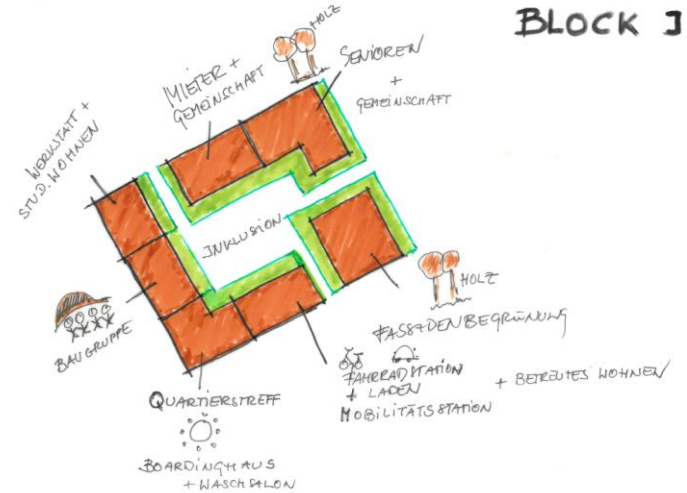 BLOCK I
HOLZ
SENIOREN
+
GEMEINSCHAFT
MIETER +
GEMEINSCHAFT
WERKSTATT +
STUD. WOHNEN
INKLUSION
HOLZ
FASSADENBEGRÜNUNG
BAUGRUPPE
QUARTIERSTREFF
BOARDINGHAUS
+ WASCHSALON
FAHRRADSTATION
+ LADEN
MOBILITÄTSSTATION
+ BETREUTES WOHNEN